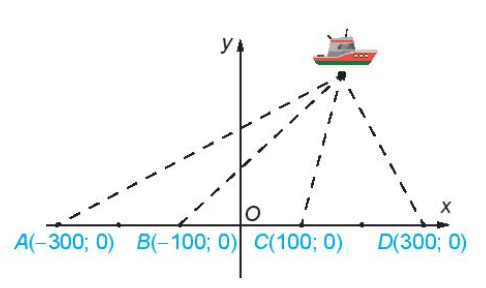 y
O
x
A(−300; 0) B(−100; 0) C(100; 0) D(300; 0)